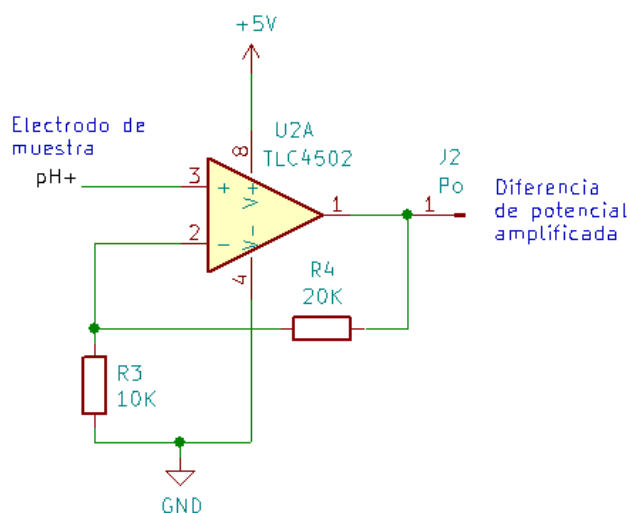 +5V
Electrodo de
muestra
pH+
U2A
TLC4502
8
3
+
V+
2
-
V-
4
1
J2
Po
1
Diferencia
de potencial
amplificada
R4
20K
R3
10K
GND